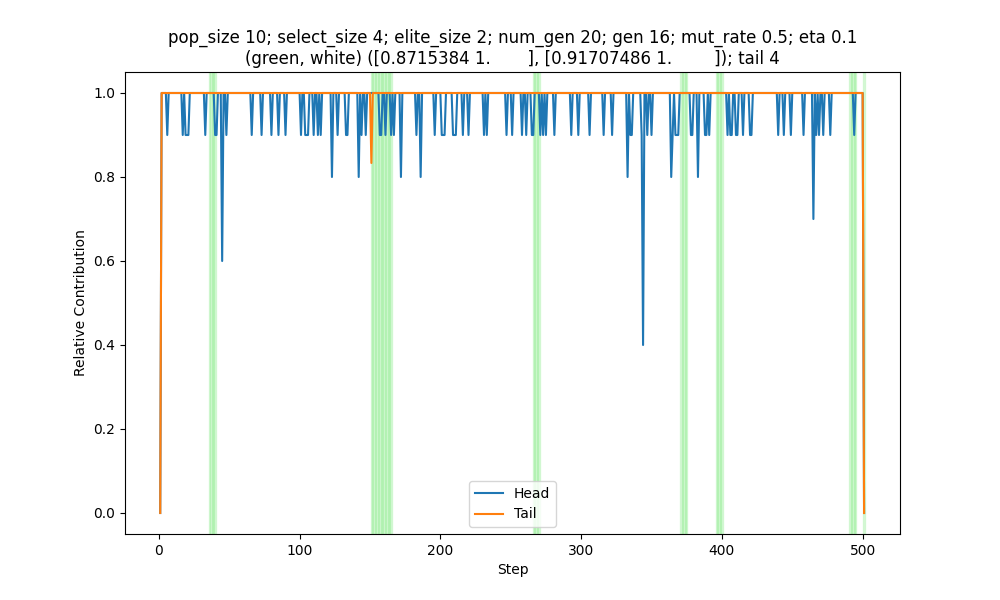 pop_size 10; select_size 4; elite_size 2; num_gen 20; gen 16; mut_rate 0.5; eta 0.1
(green, white) ([0.8715384 1.        ], [0.91707486 1.         ]); tail 4
1.0
0.8
0.6
0.4
0.2
0.0
Relative Contribution
Head
Tail
0
100
200
300
400
500
Step